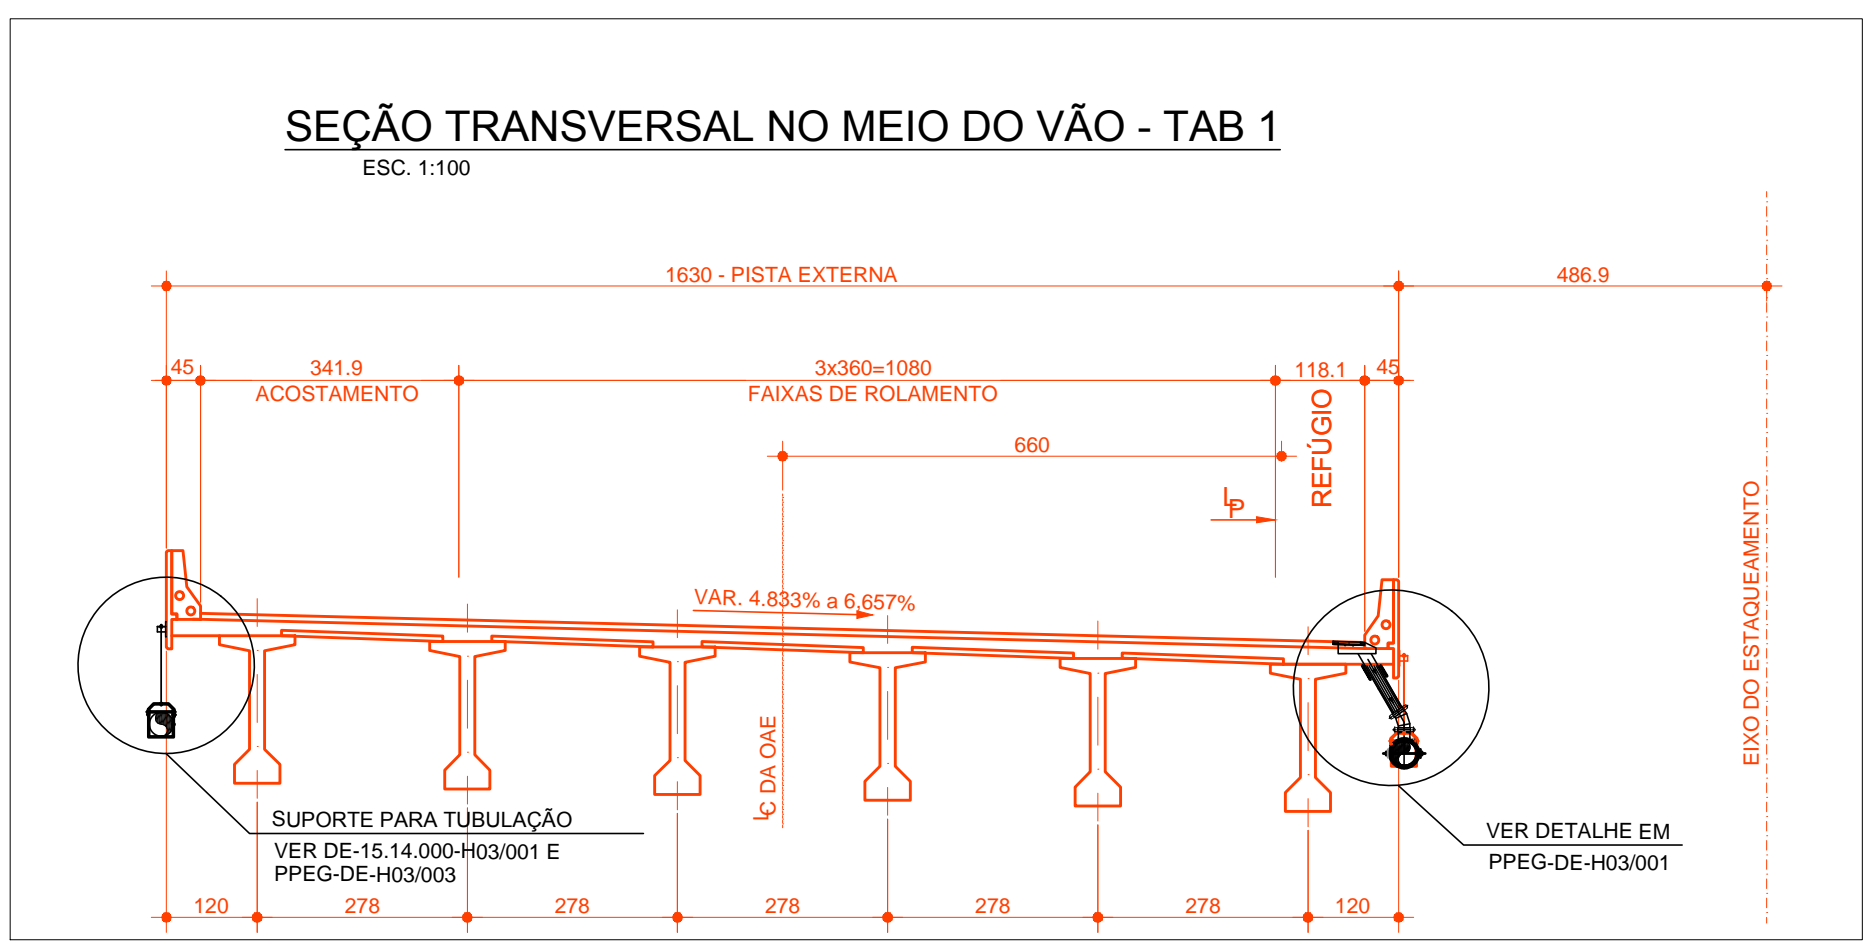 SEÇÃO TRANSVERSAL NO MEIO DO VÃO - TAB 1
ESC. 1:100
1630 - PISTA EXTERNA
486.9
45
341.9
3x360=1080
118.1
45
ACOSTAMENTO
FAIXAS DE ROLAMENTO
REFÚGIO
660
LP
VAR. 4.833% a 6,657%
LC DA OAE
EIXO DO ESTAQUEAMENTO
SUPORTE PARA TUBULAÇÃO
VER DE-15.14.000-H03/001 E
PPEG-DE-H03/003
VER DETALHE EM
PPEG-DE-H03/001
120
278
278
278
278
278
120